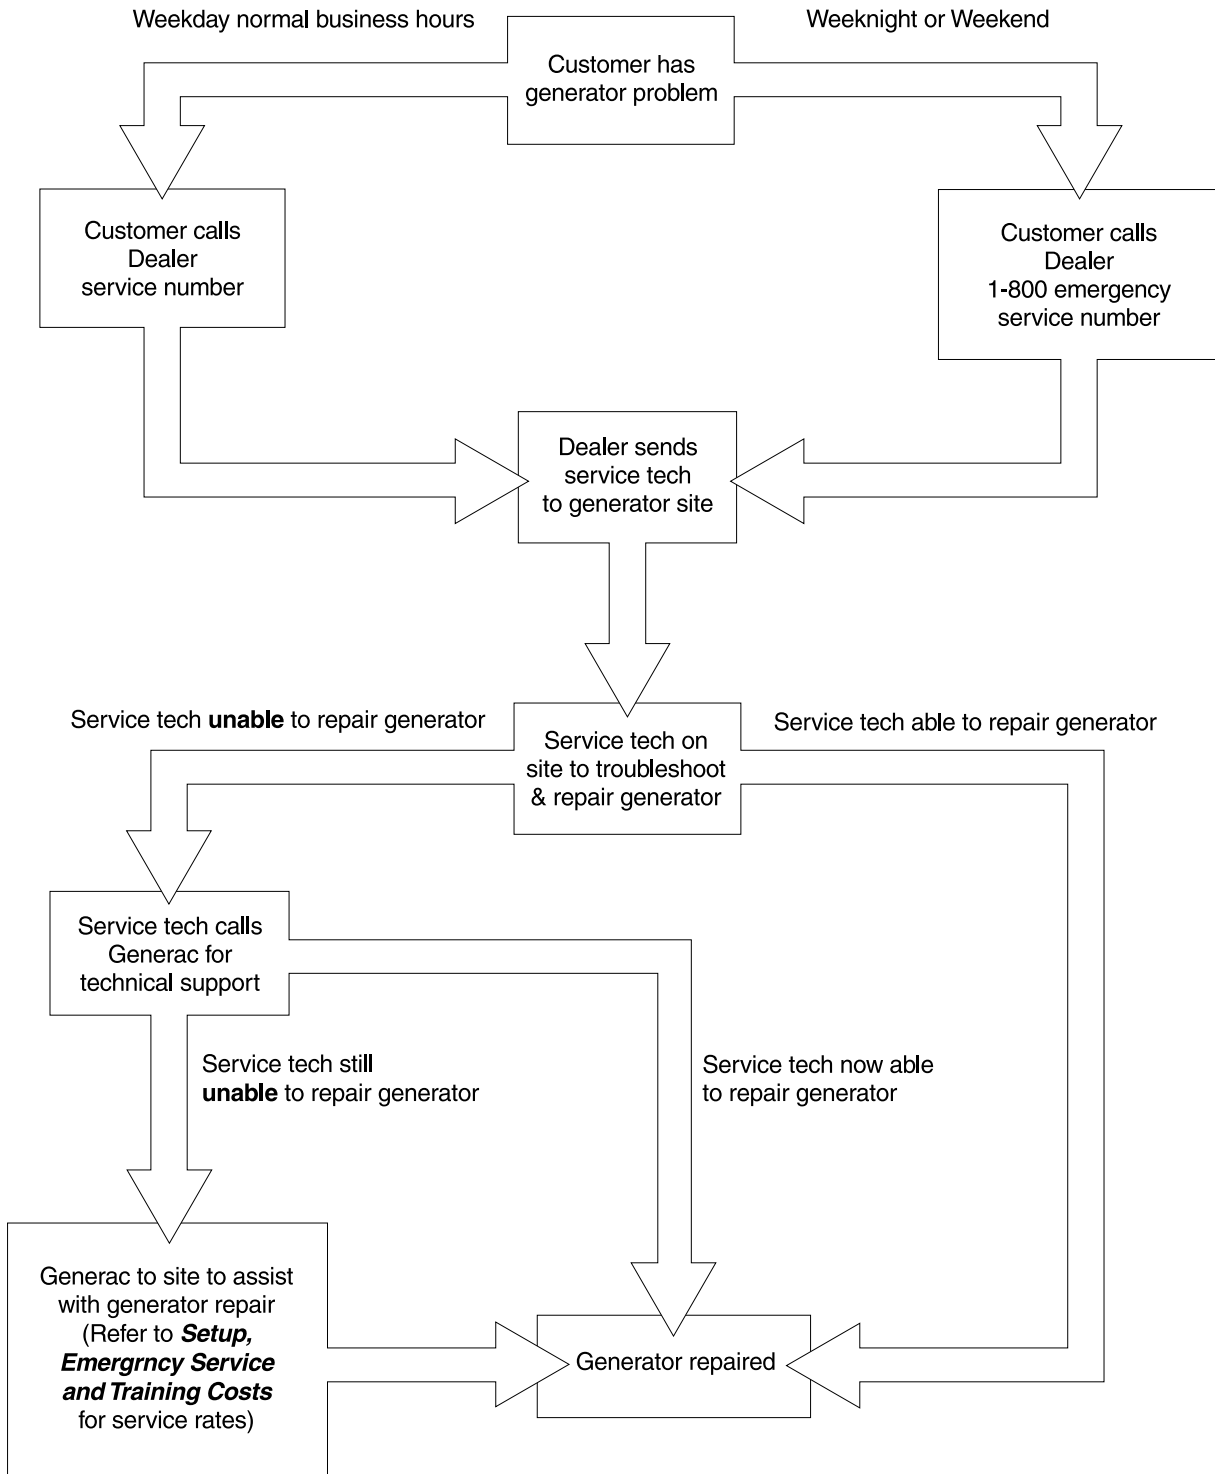 Weekday normal business hours
Weeknight or Weekend
Customer has
generator problem
Customer calls
Dealer
service number
Customer calls
Dealer
1-800 emergency
service number
Dealer sends
service tech
to generator site
Service tech unable to repair generator
Service tech able to repair generator
Service tech on
site to troubleshoot
& repair generator
Service tech calls
Generac for
technical support
Service tech still
unable to repair generator
Service tech now able
to repair generator
Generac to site to assist
with generator repair
(Refer to Setup,
Emergrncy Service
and Training Costs
for service rates)
Generator repaired